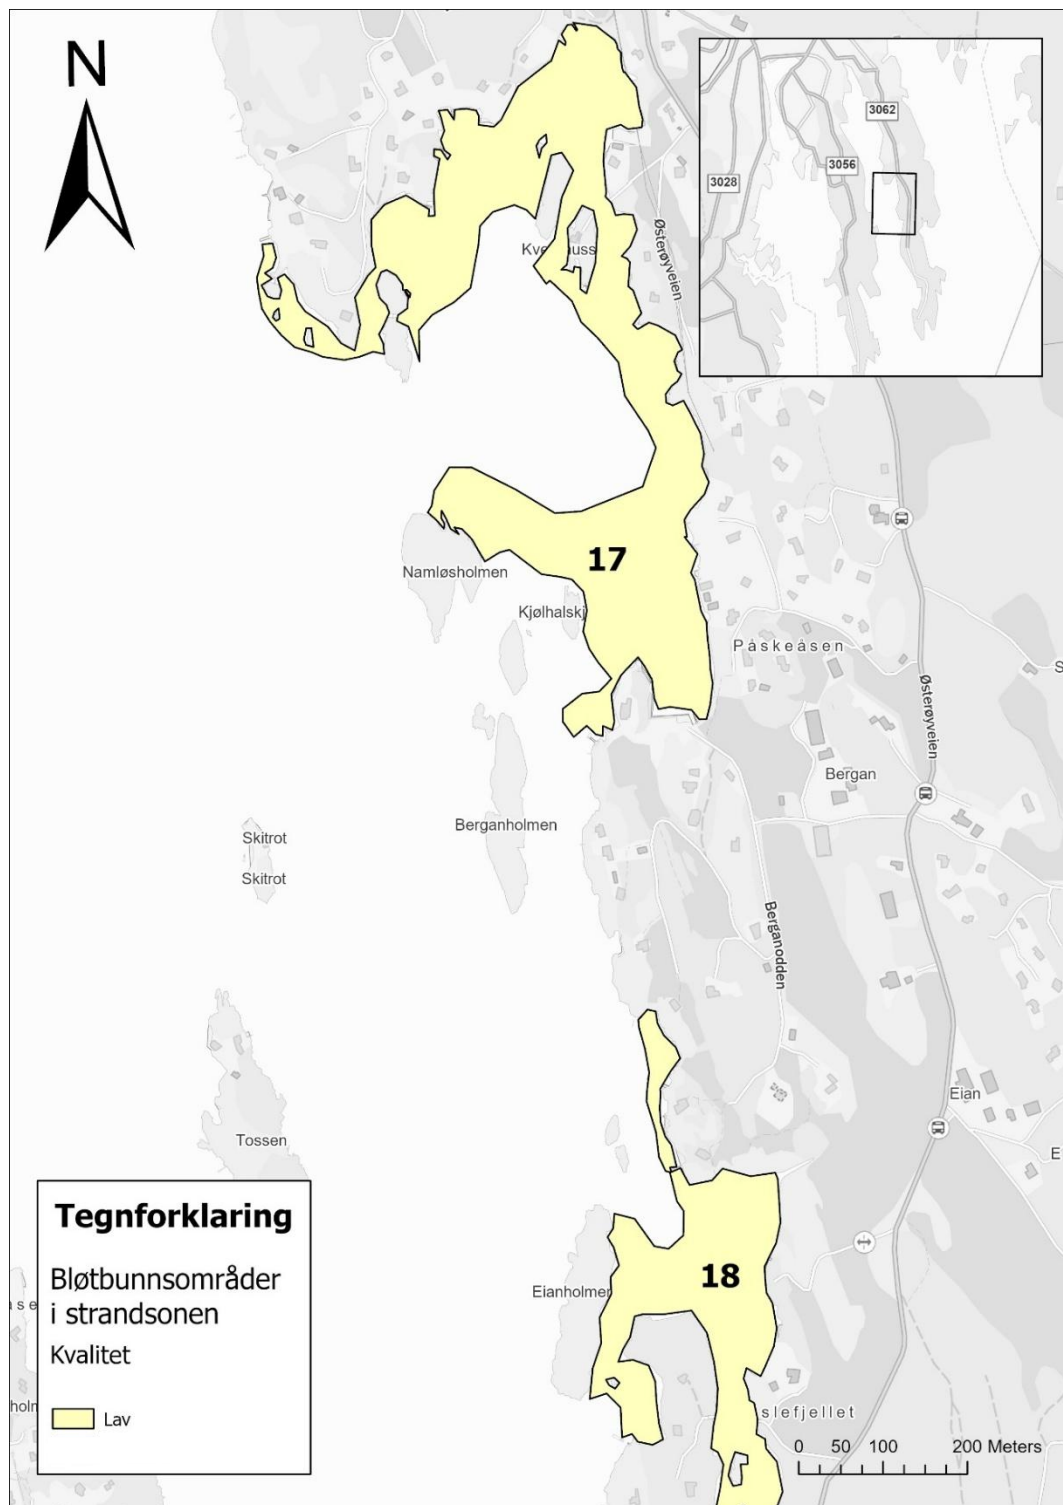 N
3062
3056
3028
Østerøyveien
17
Namløsholmen
Kjølhalskj
Påskeåsen
Østerøyveien
Bergan
Berganholmen
Skitrot
Skitrot
Berganodden
Eian
Tossen
18
Eianholmen
slefjellet
Tegnforklaring
Bløtbunnsområder
i strandsonen
Kvalitet
Lav
0 50 100 200 Meters